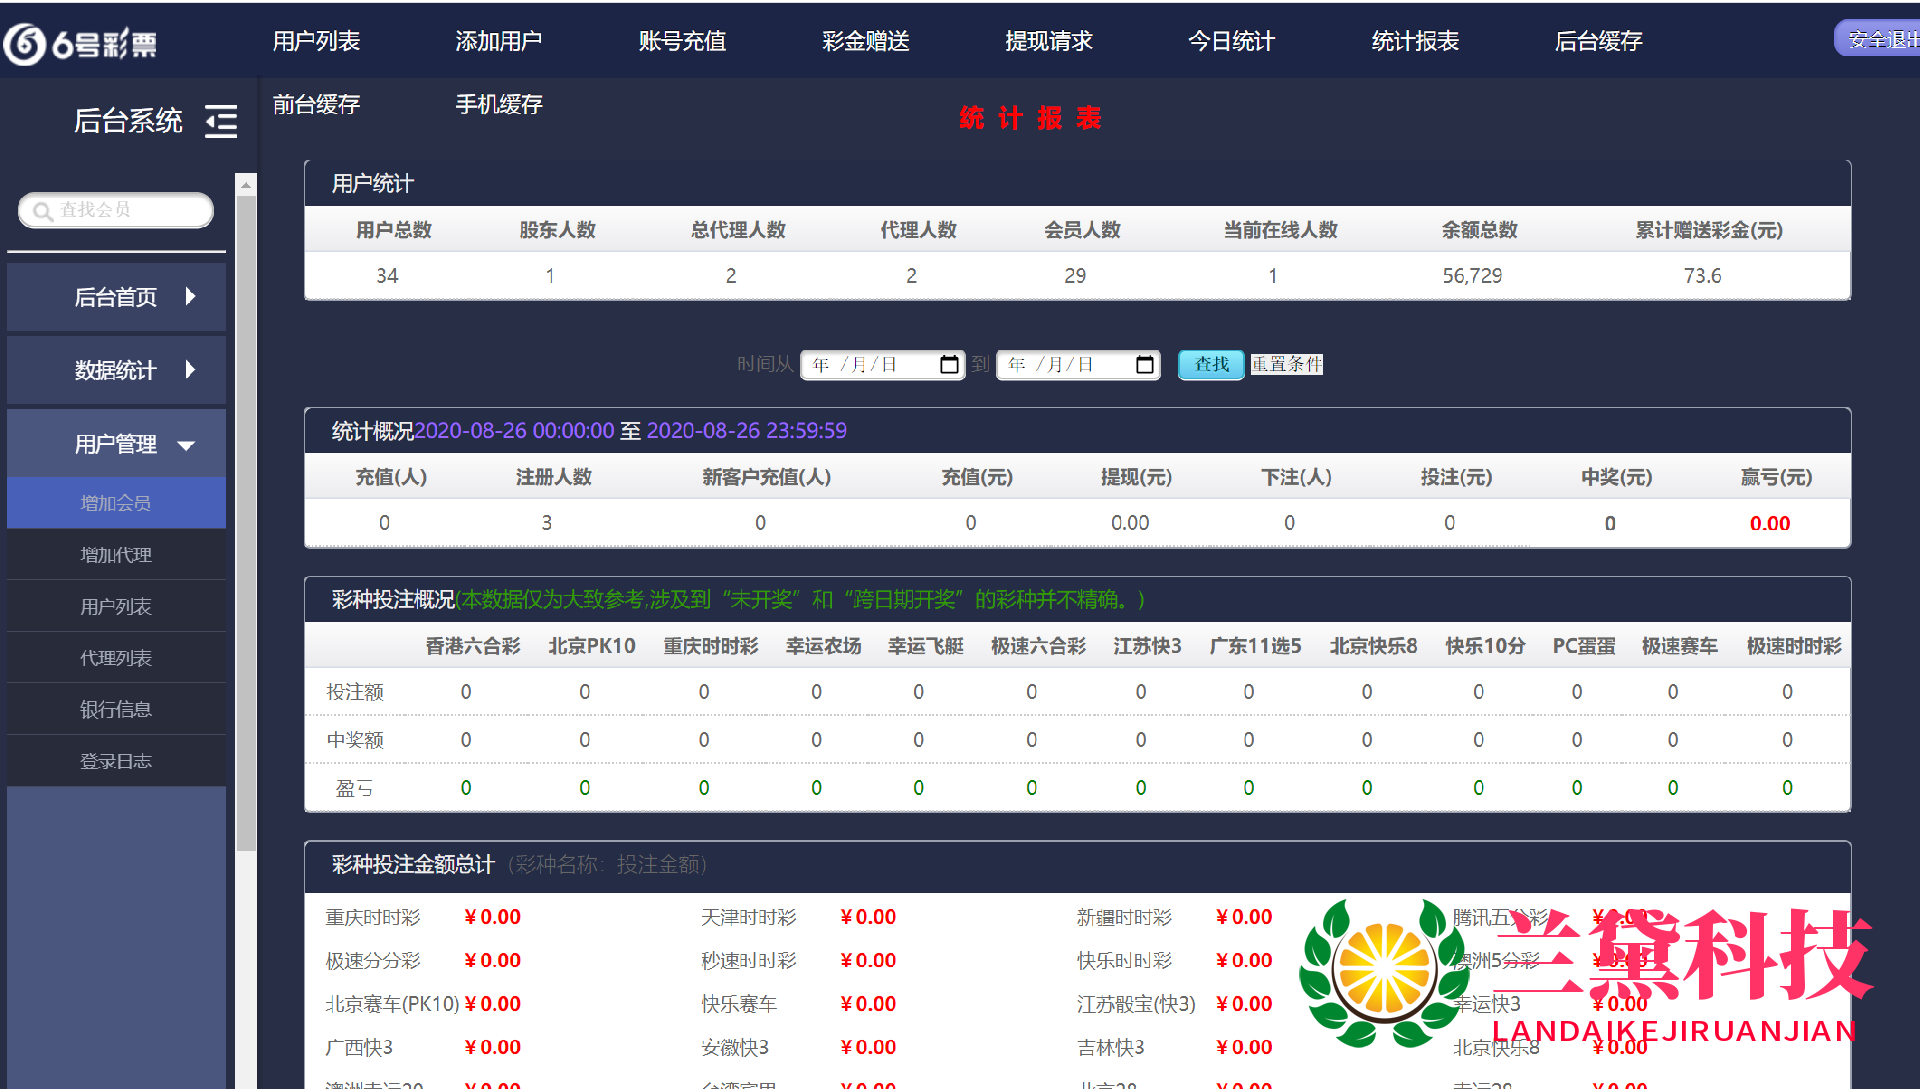 6号彩票
用户列表 添加用户 账号充值 彩金赠送 提现请求 今日统计 统计报表 后台缓存
安全退出
前台缓存 手机缓存
后台系统
统计报表
查找会员
后台首页
数据统计
用户管理
增加会员
增加代理
用户列表
代理列表
银行信息
登录日志
用户统计
用户总数 股东人数 总代理人数 代理人数 会员人数 当前在线人数 余额总数 累计赠送彩金(元)
34 1 2 2 29 1 56,729 73.6
时间从 年 /月/日 到 年 /月/日 查找 重置条件
统计概况2020-08-26 00:00:00 至 2020-08-26 23:59:59
充值(人) 注册人数 新客户充值(人) 充值(元) 提现(元) 下注(人) 投注(元) 中奖(元) 赢亏(元)
0 3 0 0 0.00 0 0 0 0.00
彩种投注概况(本数据仅为大致参考,涉及到“未开奖”和“跨日期开奖”的彩种并不精确。)
香港六合彩 北京PK10 重庆时时彩 幸运农场 幸运飞艇 极速六合彩 江苏快3 广东11选5 北京快乐8 快乐10分 PC蛋蛋 极速赛车 极速时时彩
投注额 0 0 0 0 0 0 0 0 0 0 0 0 0
中奖额 0 0 0 0 0 0 0 0 0 0 0 0 0
盈亏 0 0 0 0 0 0 0 0 0 0 0 0 0
彩种投注金额总计（彩种名称：投注金额）
重庆时时彩 ¥0.00 天津时时彩 ¥0.00 新疆时时彩 ¥0.00 腾讯五分彩 ¥0.00
极速分分彩 ¥0.00 秒速时时彩 ¥0.00 快乐时时彩 ¥0.00 澳洲5分彩 ¥0.00
北京赛车(PK10) ¥0.00 快乐赛车 ¥0.00 江苏骰宝(快3) ¥0.00 幸运快3 ¥0.00
广西快3 ¥0.00 安徽快3 ¥0.00 吉林快3 ¥0.00 北京快乐8 ¥0.00
兰黛科技
LANDAIKEJIRUANJIAN